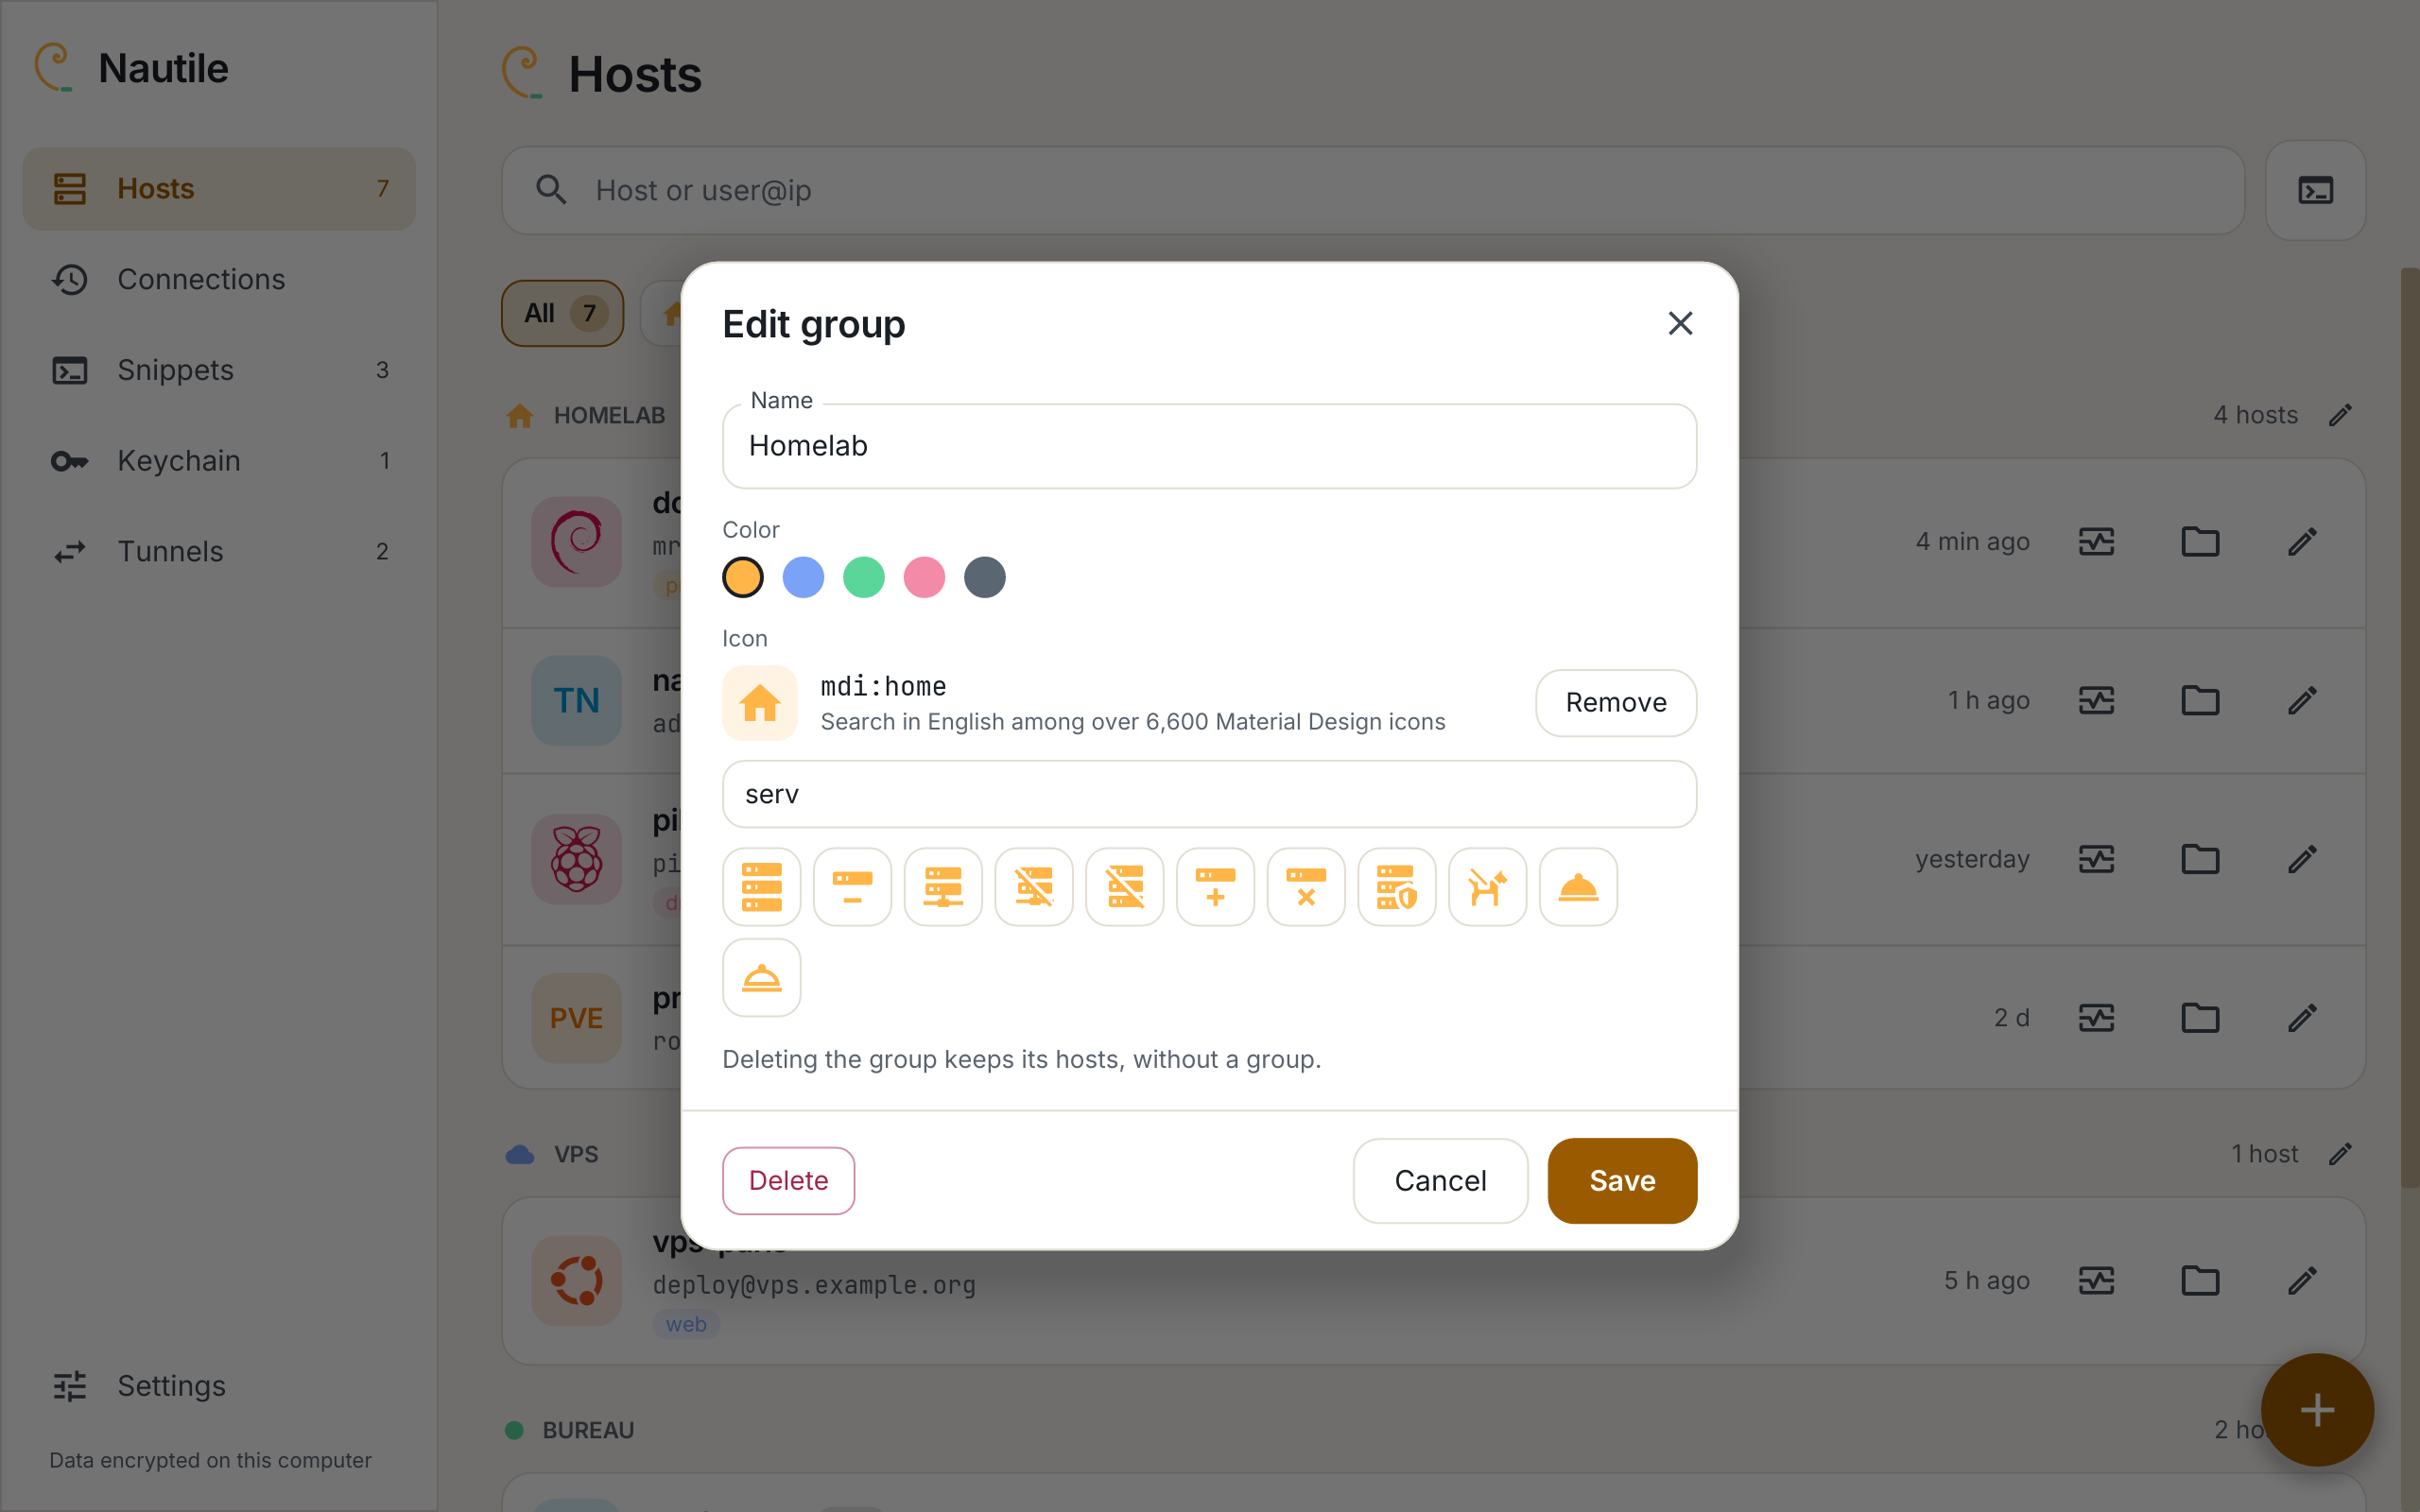 Nautile
Hosts 7
Connections
Snippets 3
Keychain 1
Tunnels 2
Settings
Data encrypted on this computer
Hosts
Host or user@ip
All 7
HOMELAB
4 hosts
4 min ago
TN
1 h ago
yesterday
PVE
2 d
VPS
1 host
deploy@vps.example.org
web
5 h ago
BUREAU
Edit group
Name
Homelab
Color
Icon
mdi:home
Search in English among over 6,600 Material Design icons
Remove
serv
Deleting the group keeps its hosts, without a group.
Delete
Cancel
Save